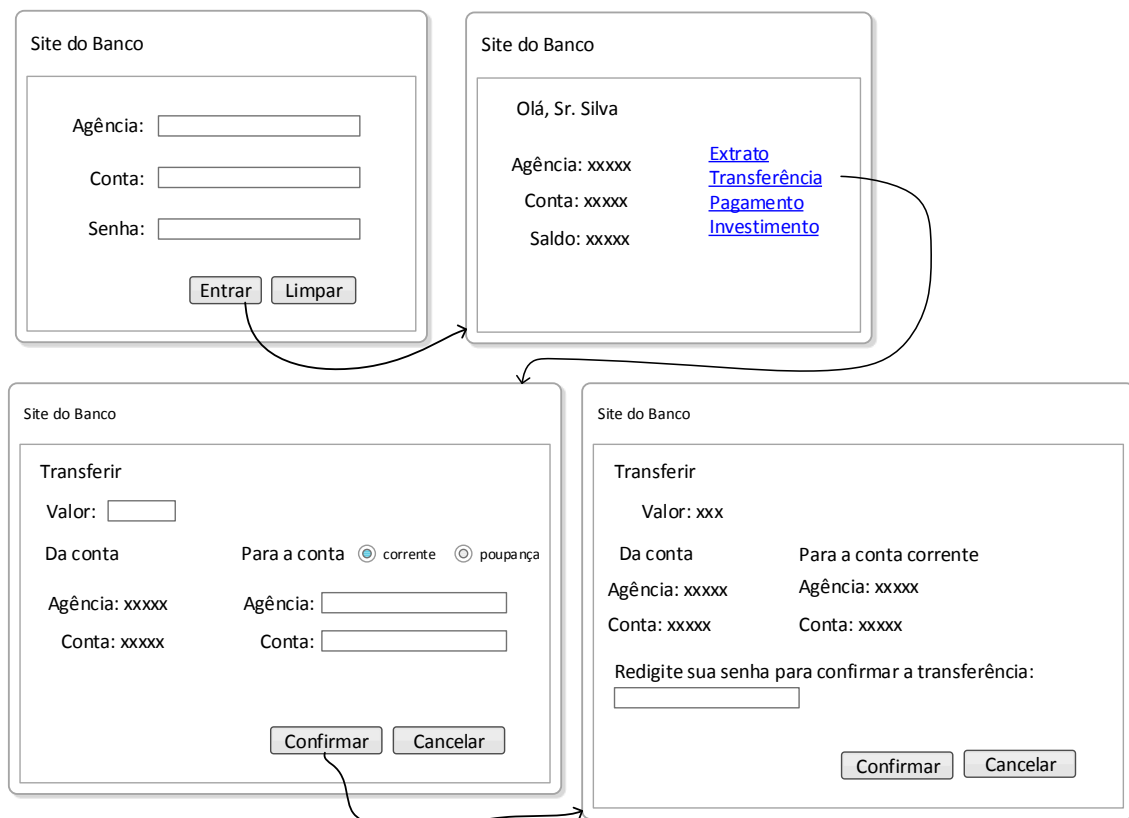 Site do Banco
Agência:
Conta:
Senha:
Entrar Limpar
Site do Banco
Olá, Sr. Silva
Agência: xxxxx
Conta: xxxxx
Saldo: xxxxx
Extrato
Transferência
Pagamento
Investimento
Site do Banco
Transferir
Valor:
Da conta
Para a conta corrente poupança
Agência: xxxxx
Agência:
Conta: xxxxx
Conta:
Confirmar Cancelar
Site do Banco
Transferir
Valor: xxx
Da conta
Para a conta corrente
Agência: xxxxx
Agência: xxxxx
Conta: xxxxx
Conta: xxxxx
Redigite sua senha para confirmar a transferência:
Confirmar Cancelar